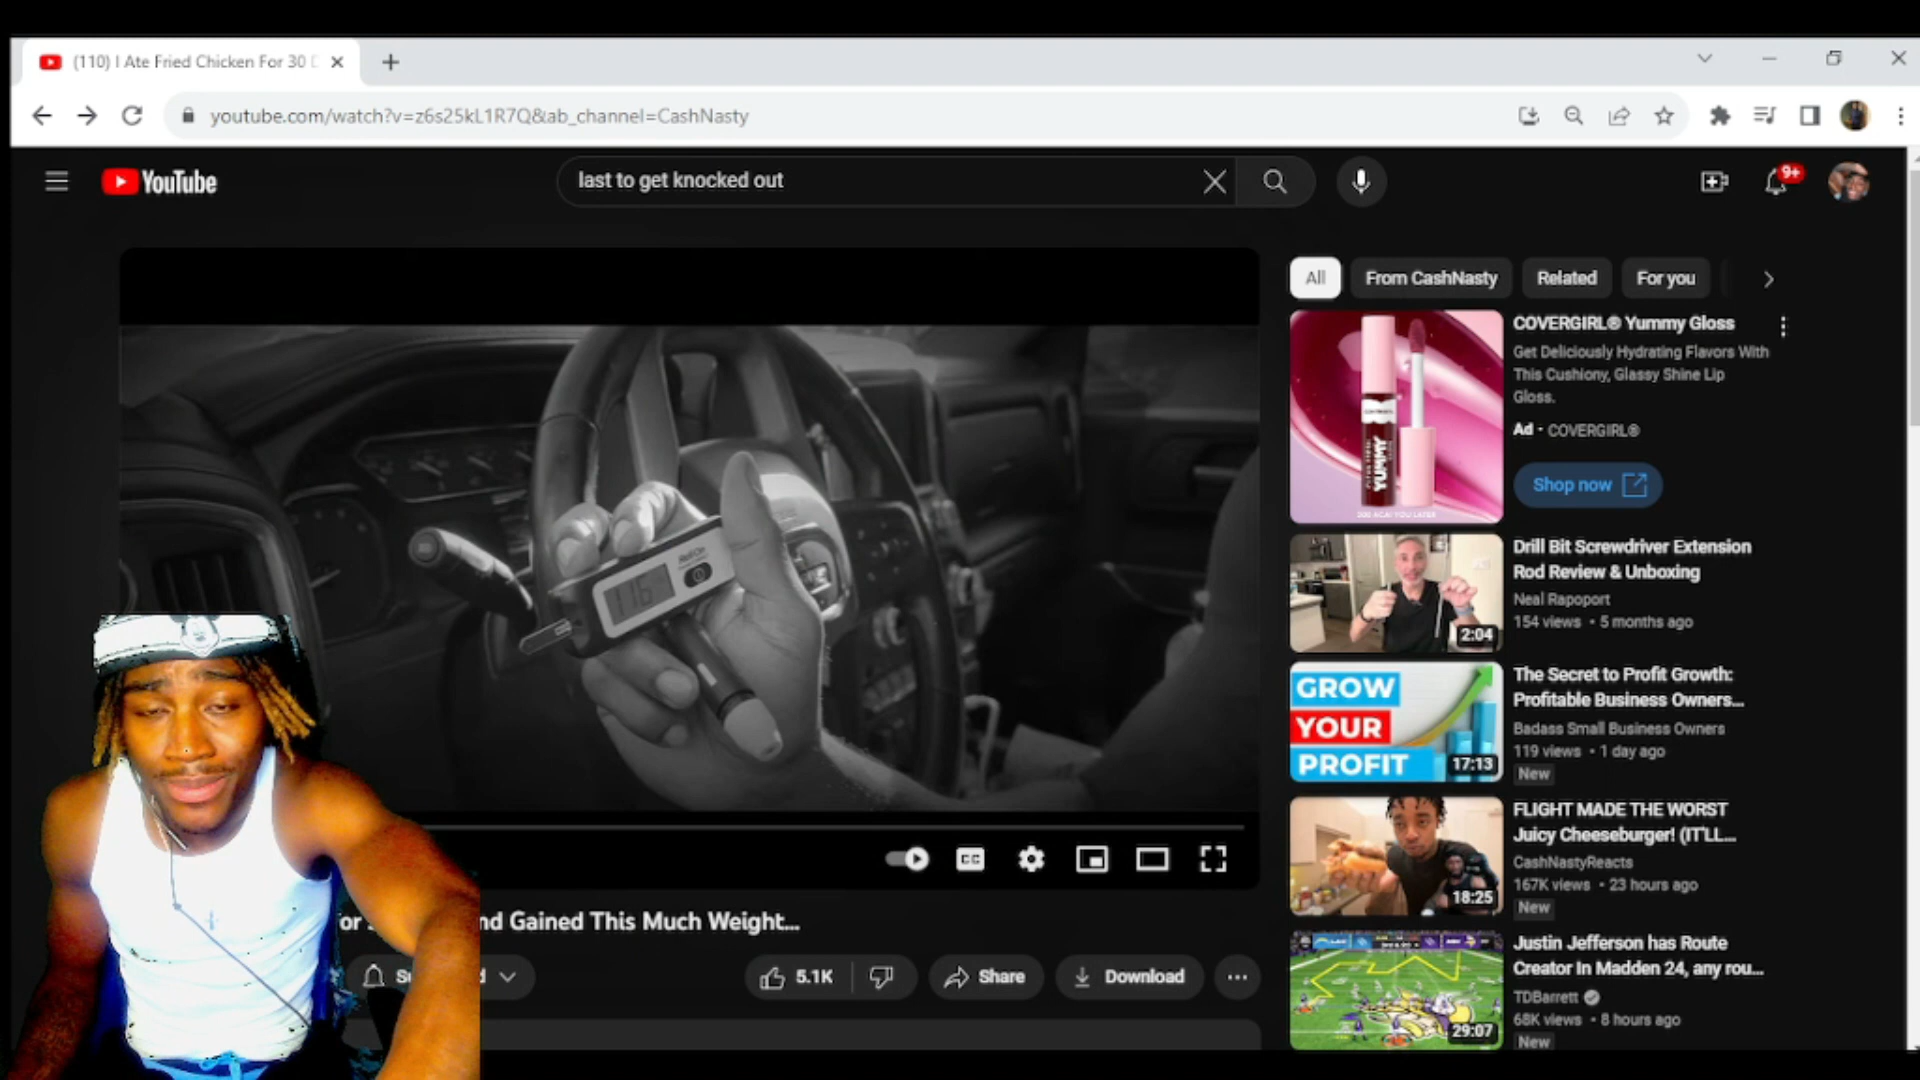 (110) I Ate Fried Chicken For 30 D
youtube.com/watch?v=z6s25kL1R7Q&ab_channel=CashNasty
YouTube
last to get knocked out
9+
All
From CashNasty
Related
For you
COVERGIRL® Yummy Gloss
Get Deliciously Hydrating Flavors With
This Cushiony, Glassy Shine Lip
Gloss.
Ad · COVERGIRL®
Shop now
YUMMY
Drill Bit Screwdriver Extension
Rod Review & Unboxing
Neal Rapoport
154 views • 5 months ago
2:04
GROW
YOUR
PROFIT
17:13
The Secret to Profit Growth:
Profitable Business Owners...
Badass Small Business Owners
119 views • 1 day ago
New
FLIGHT MADE THE WORST
Juicy Cheeseburger! (IT'LL...
CashNastyReacts
167K views • 23 hours ago
New
18:25
Justin Jefferson has Route
Creator In Madden 24, any rou...
TDBarrett
68K views • 8 hours ago
New
29:07
116
CC
or
nd Gained This Much Weight...
Su
d
5.1K
Share
Download